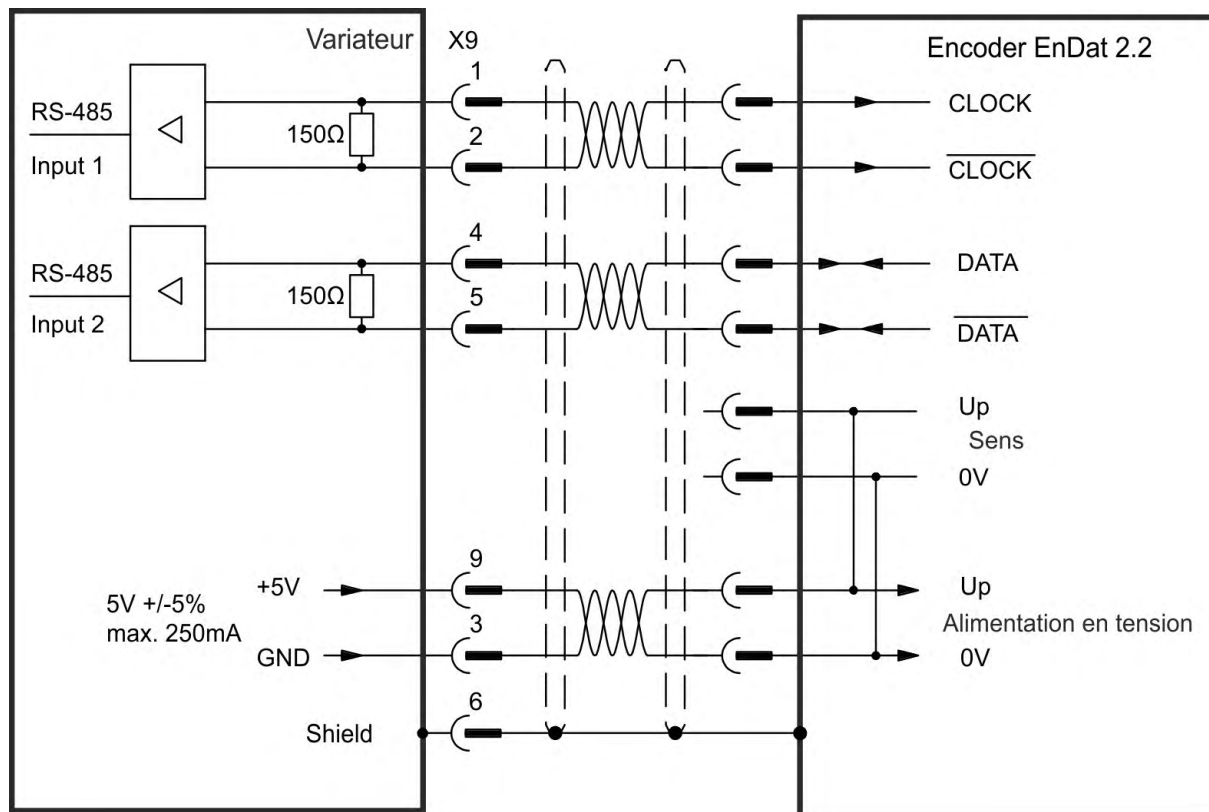 Variateur
X9
Encoder EnDat 2.2
1
RS-485
150Ω
CLOCK
Input 1
2
CLOCK
4
RS-485
150Ω
DATA
Input 2
5
DATA
Up
Sens
0V
9
+5V
Up
5V +/-5%
max. 250mA
3
Alimentation en tension
GND
0V
6
Shield